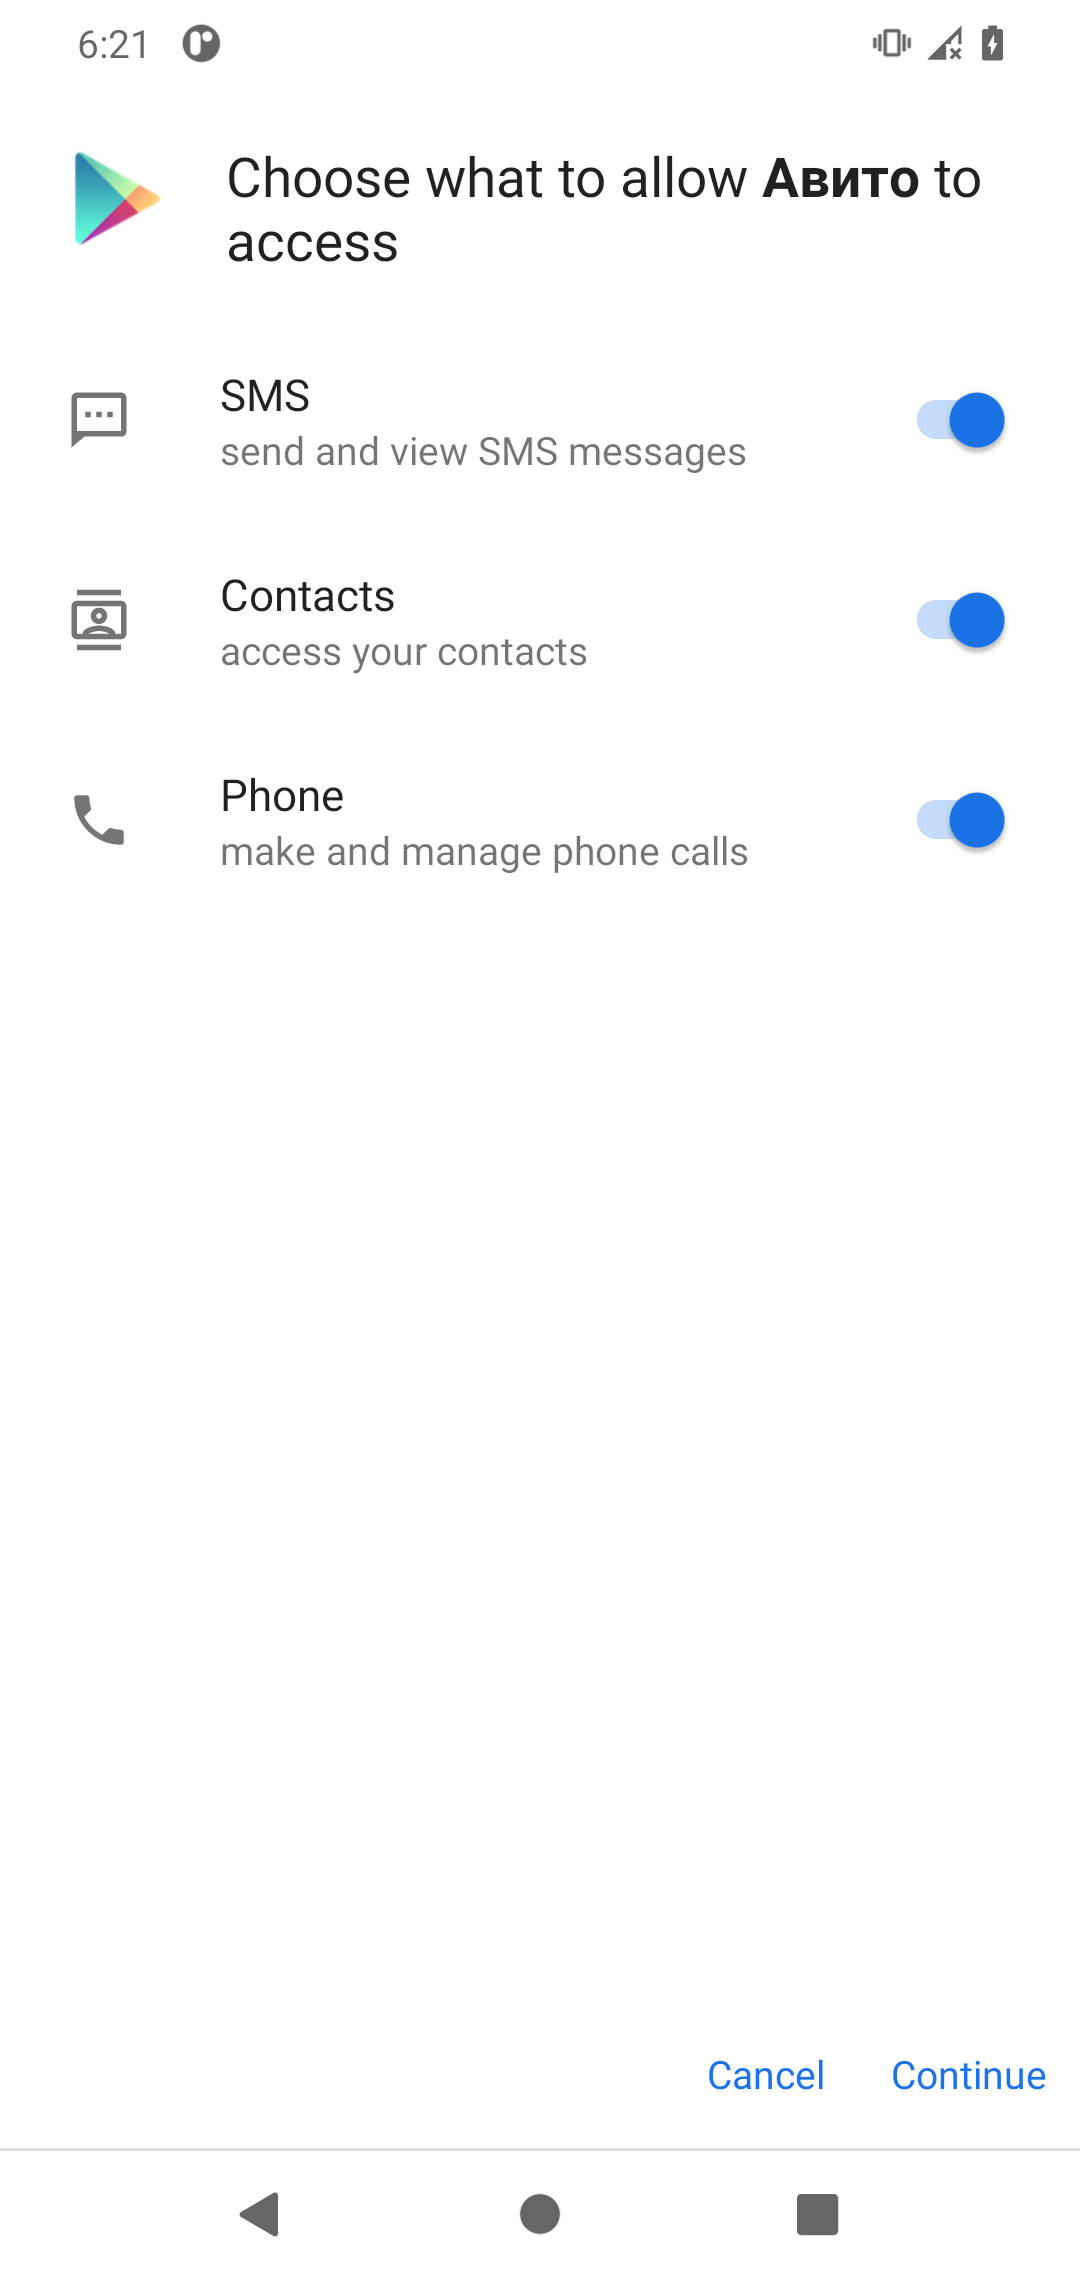 6:21
Choose what to allow Авито to
access
SMS
send and view SMS messages
Contacts
access your contacts
Phone
make and manage phone calls
Cancel
Continue